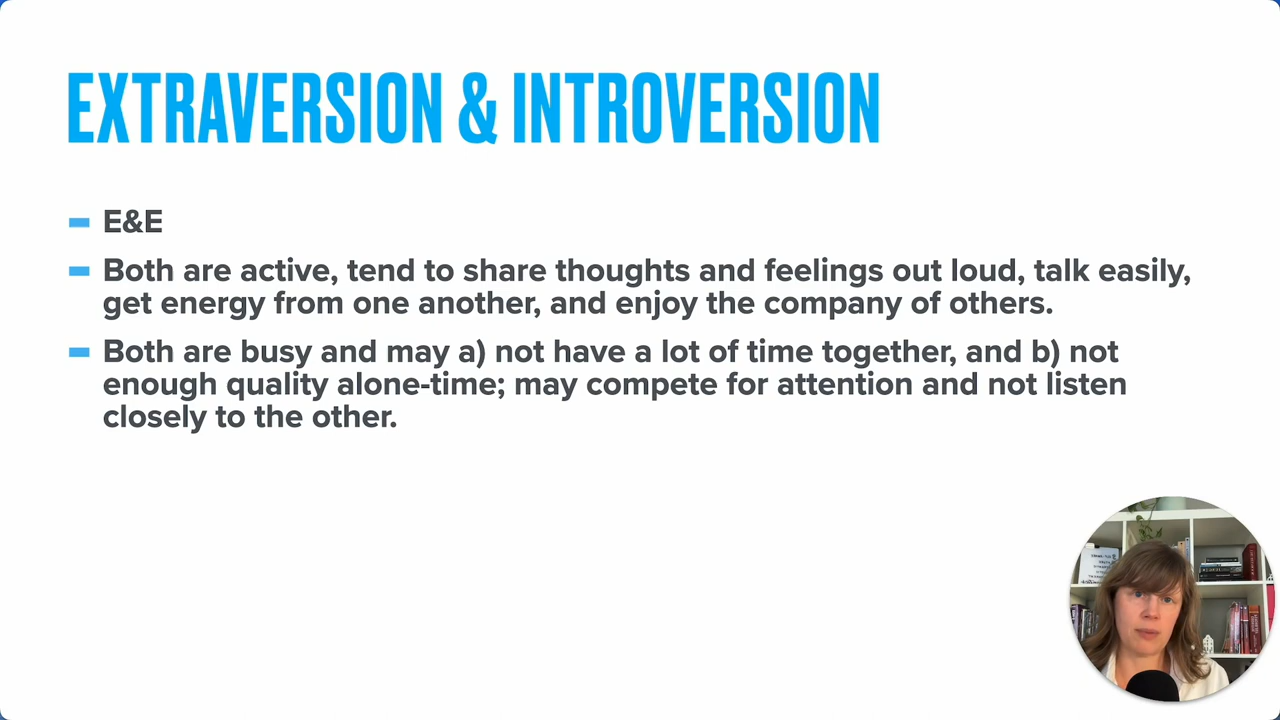 EXTRAVERSION & INTROVERSION
E&E
Both are active, tend to share thoughts and feelings out loud, talk easily,
get energy from one another, and enjoy the company of others.
Both are busy and may a) not have a lot of time together, and b) not
enough quality alone-time; may compete for attention and not listen
closely to the other.